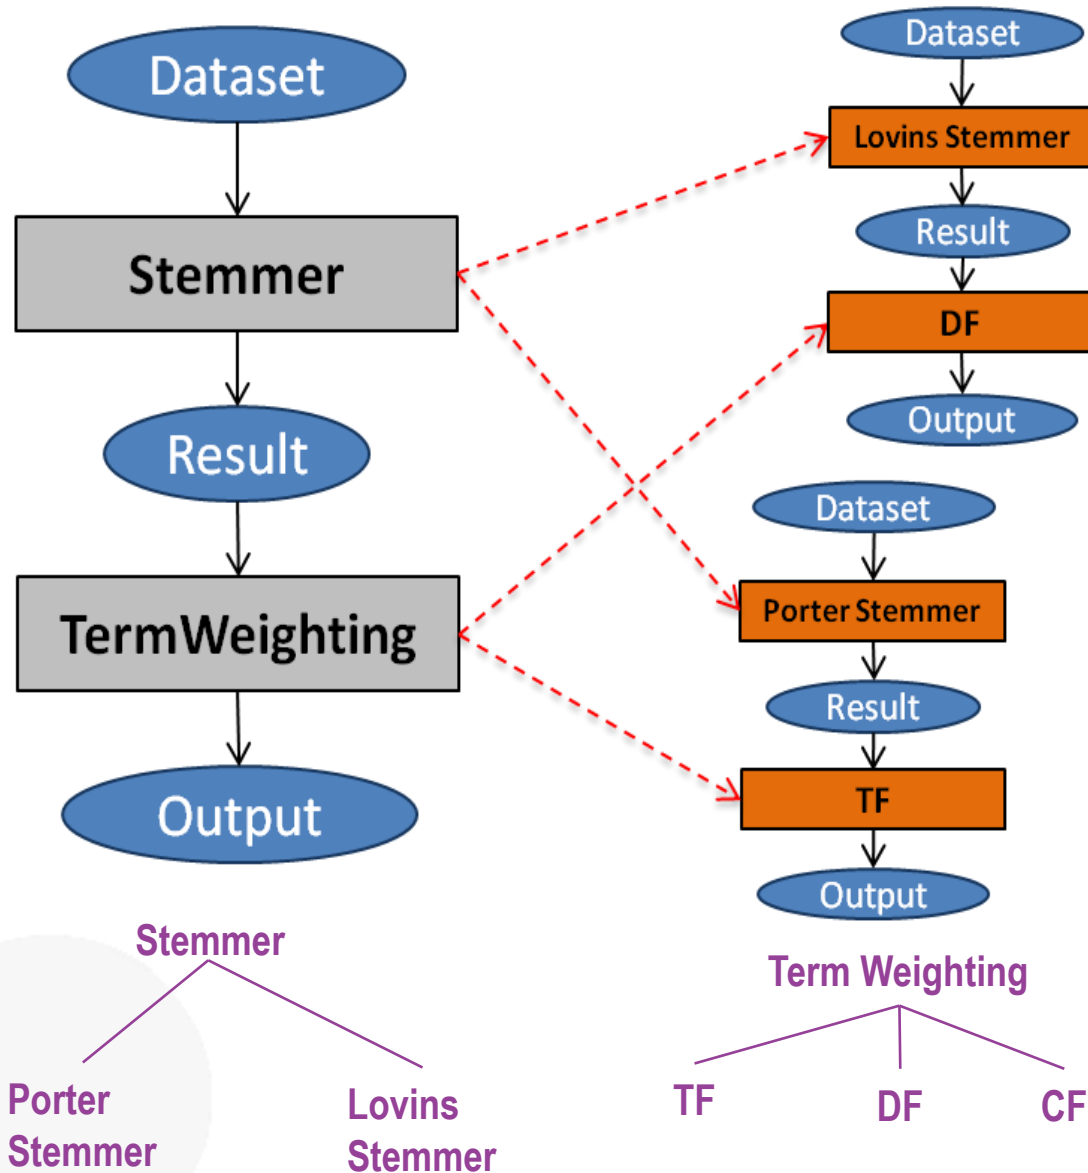 Dataset
Stemmer
Result
TermWeighting
Output
Dataset
Lovins Stemmer
Result
DF
Output
Dataset
Porter Stemmer
Result
TF
Output
Stemmer
Porter
Stemmer
Lovins
Stemmer
Term Weighting
TF
DF
CF